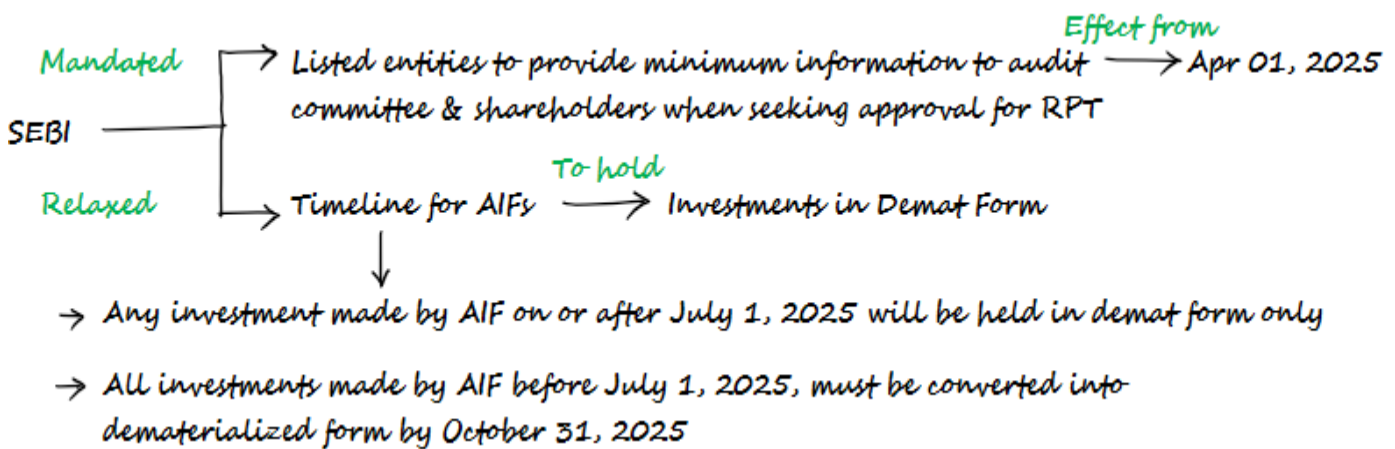 Effect from
Mandated
Listed entities to provide minimum information to audit
Apr 01, 2025
committee & shareholders when seeking approval for RPT
SEBI
To hold
Relaxed
Timeline for AIFs
Investments in Demat Form
Any investment made by AIF on or after July 1, 2025 will be held in demat form only
All investments made by AIF before July 1, 2025, must be converted into
dematerialized form by October 31, 2025